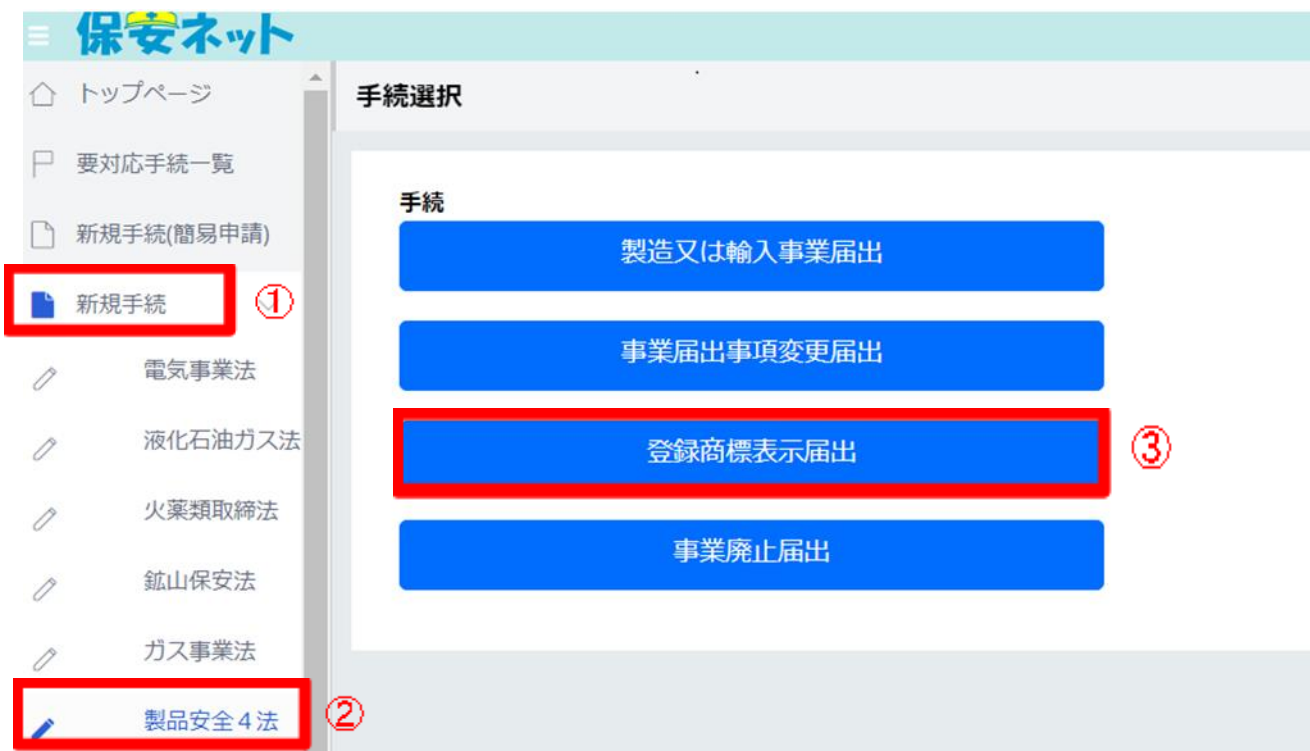 保安ネット
トップページ
手続選択
要対応手続一覧
新規手続(簡易申請)
新規手続
①
電気事業法
液化石油ガス法
火薬類取締法
鉱山保安法
ガス事業法
製品安全４法
②
手続
製造又は輸入事業届出
事業届出事項変更届出
登録商標表示届出
③
事業廃止届出